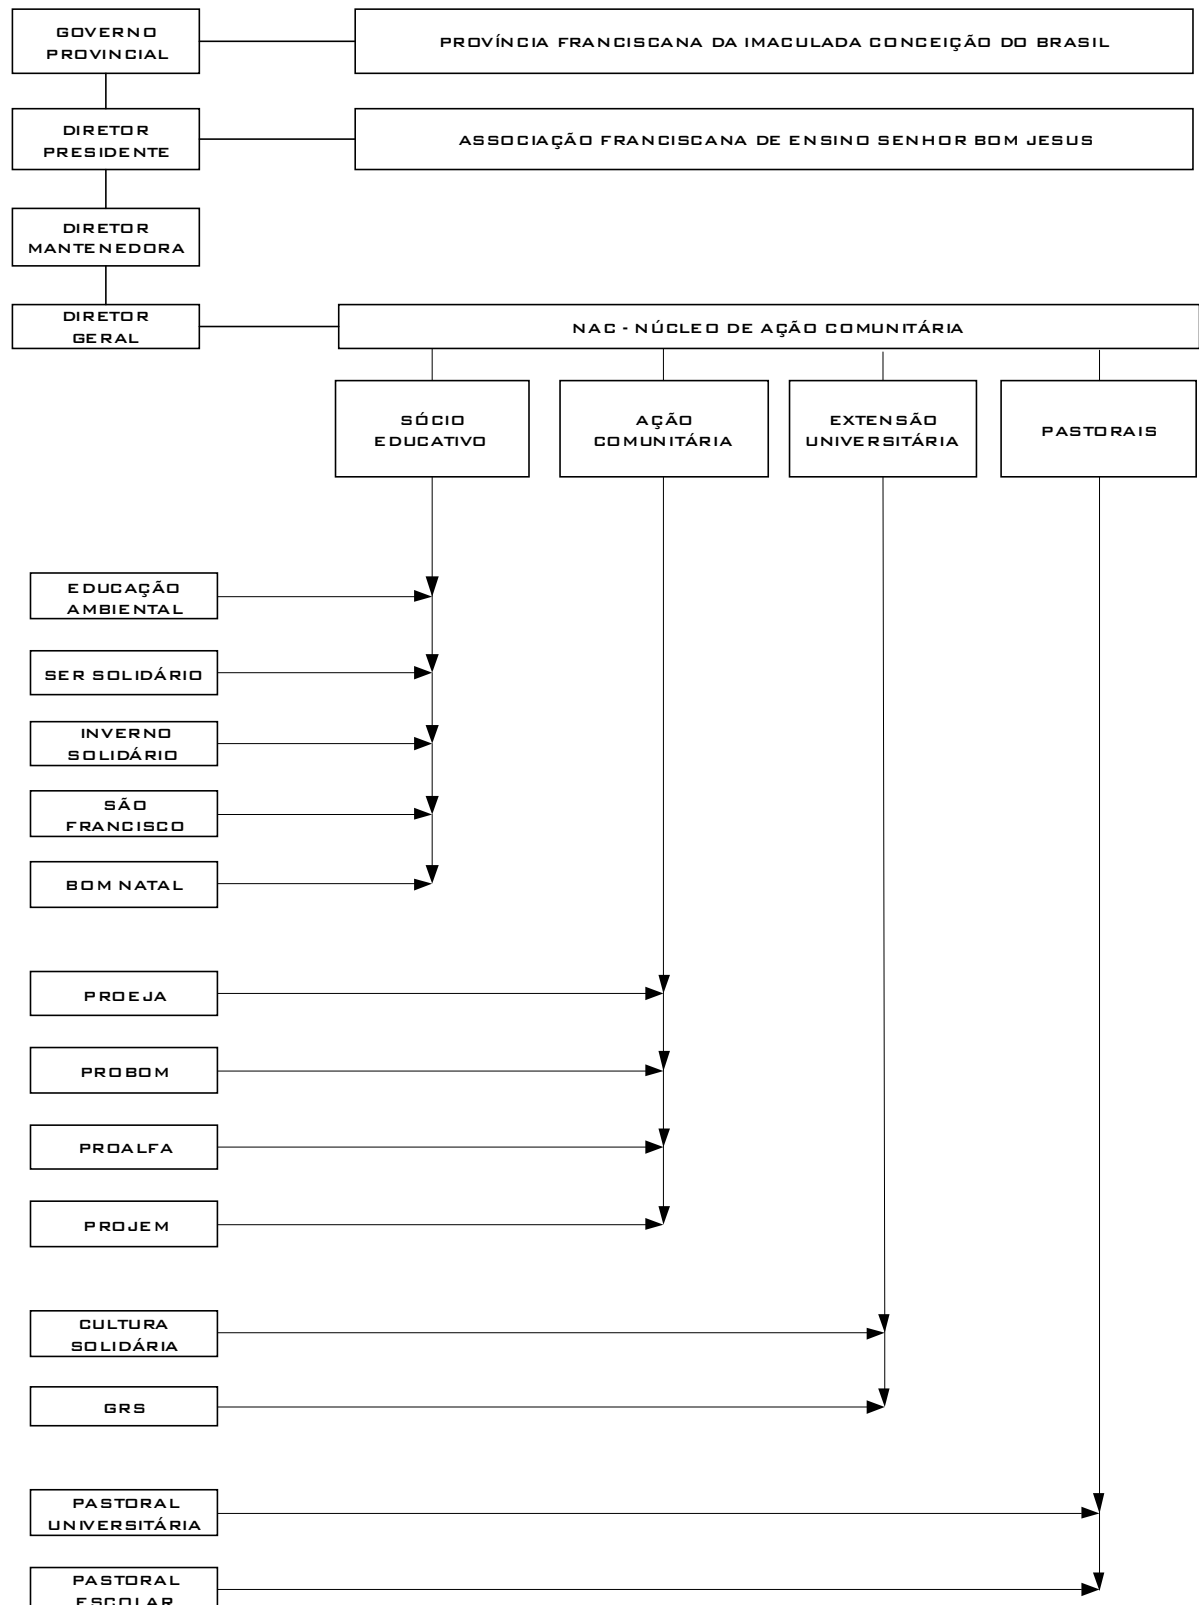 GOVERNO
PROVINCIAL
PROVÍNCIA FRANCISCANA DA IMACULADA CONCEIÇÃO DO BRASIL
DIRETOR
PRESIDENTE
ASSOCIAÇÃO FRANCISCANA DE ENSINO SENHOR BOM JESUS
DIRETOR
MANTENEDORA
DIRETOR
GERAL
NAC - NÚCLEO DE AÇÃO COMUNITÁRIA
SÓCIO
EDUCATIVO
AÇÃO
COMUNITÁRIA
EXTENSÃO
UNIVERSITÁRIA
PASTORAIS
EDUCAÇÃO
AMBIENTAL
SER SOLIDÁRIO
INVERNO
SOLIDÁRIO
SÃO
FRANCISCO
BOM NATAL
PROEJA
PROBOM
PROALFA
PROJEM
CULTURA
SOLIDÁRIA
GRS
PASTORAL
UNIVERSITÁRIA
PASTORAL
ESCOLAR